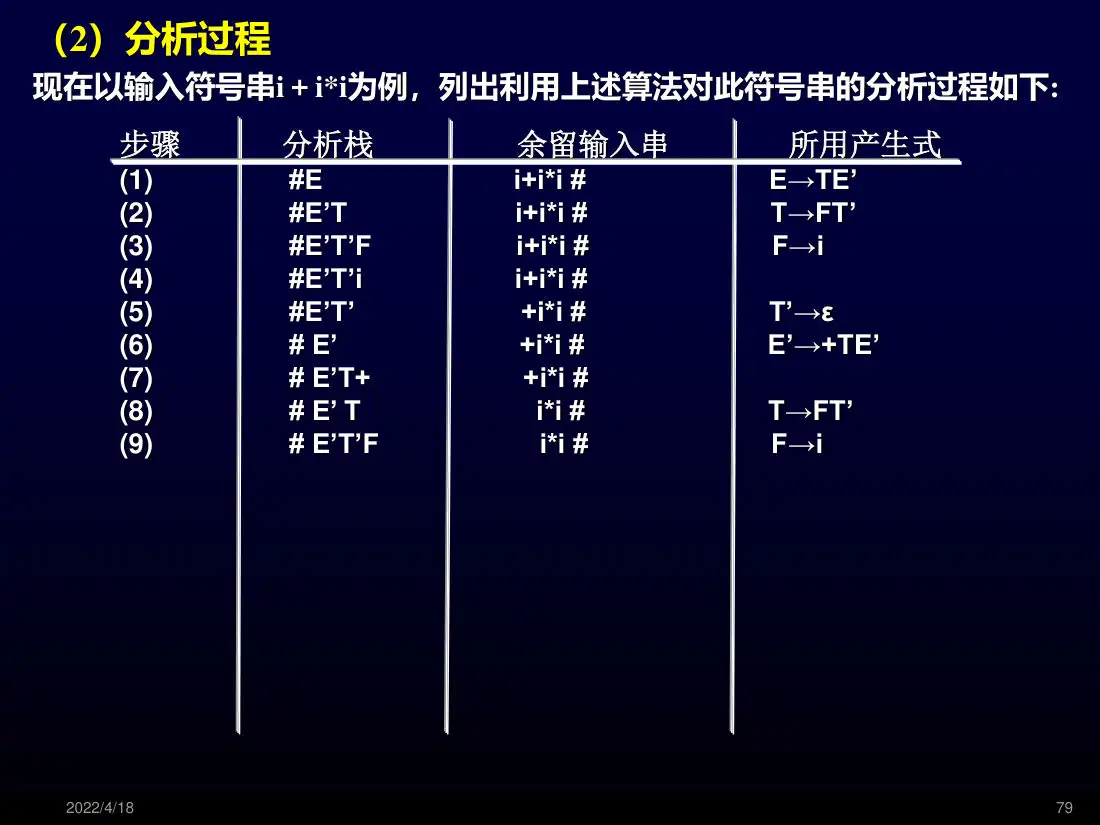 （2）分析过程
现在以输入符号串i + i*i为例，列出利用上述算法对此符号串的分析过程如下:
步骤 分析栈 余留输入串 所用产生式
(1) #E i+i*i # E→TE’
(2) #E’T i+i*i # T→FT’
(3) #E’T’F i+i*i # F→i
(4) #E’T’i i+i*i #
(5) #E’T’ +i*i # T’→ε
(6) # E’ +i*i # E’→+TE’
(7) # E’T+ +i*i #
(8) # E’ T i*i # T→FT’
(9) # E’T’F i*i # F→i
2022/4/18 79